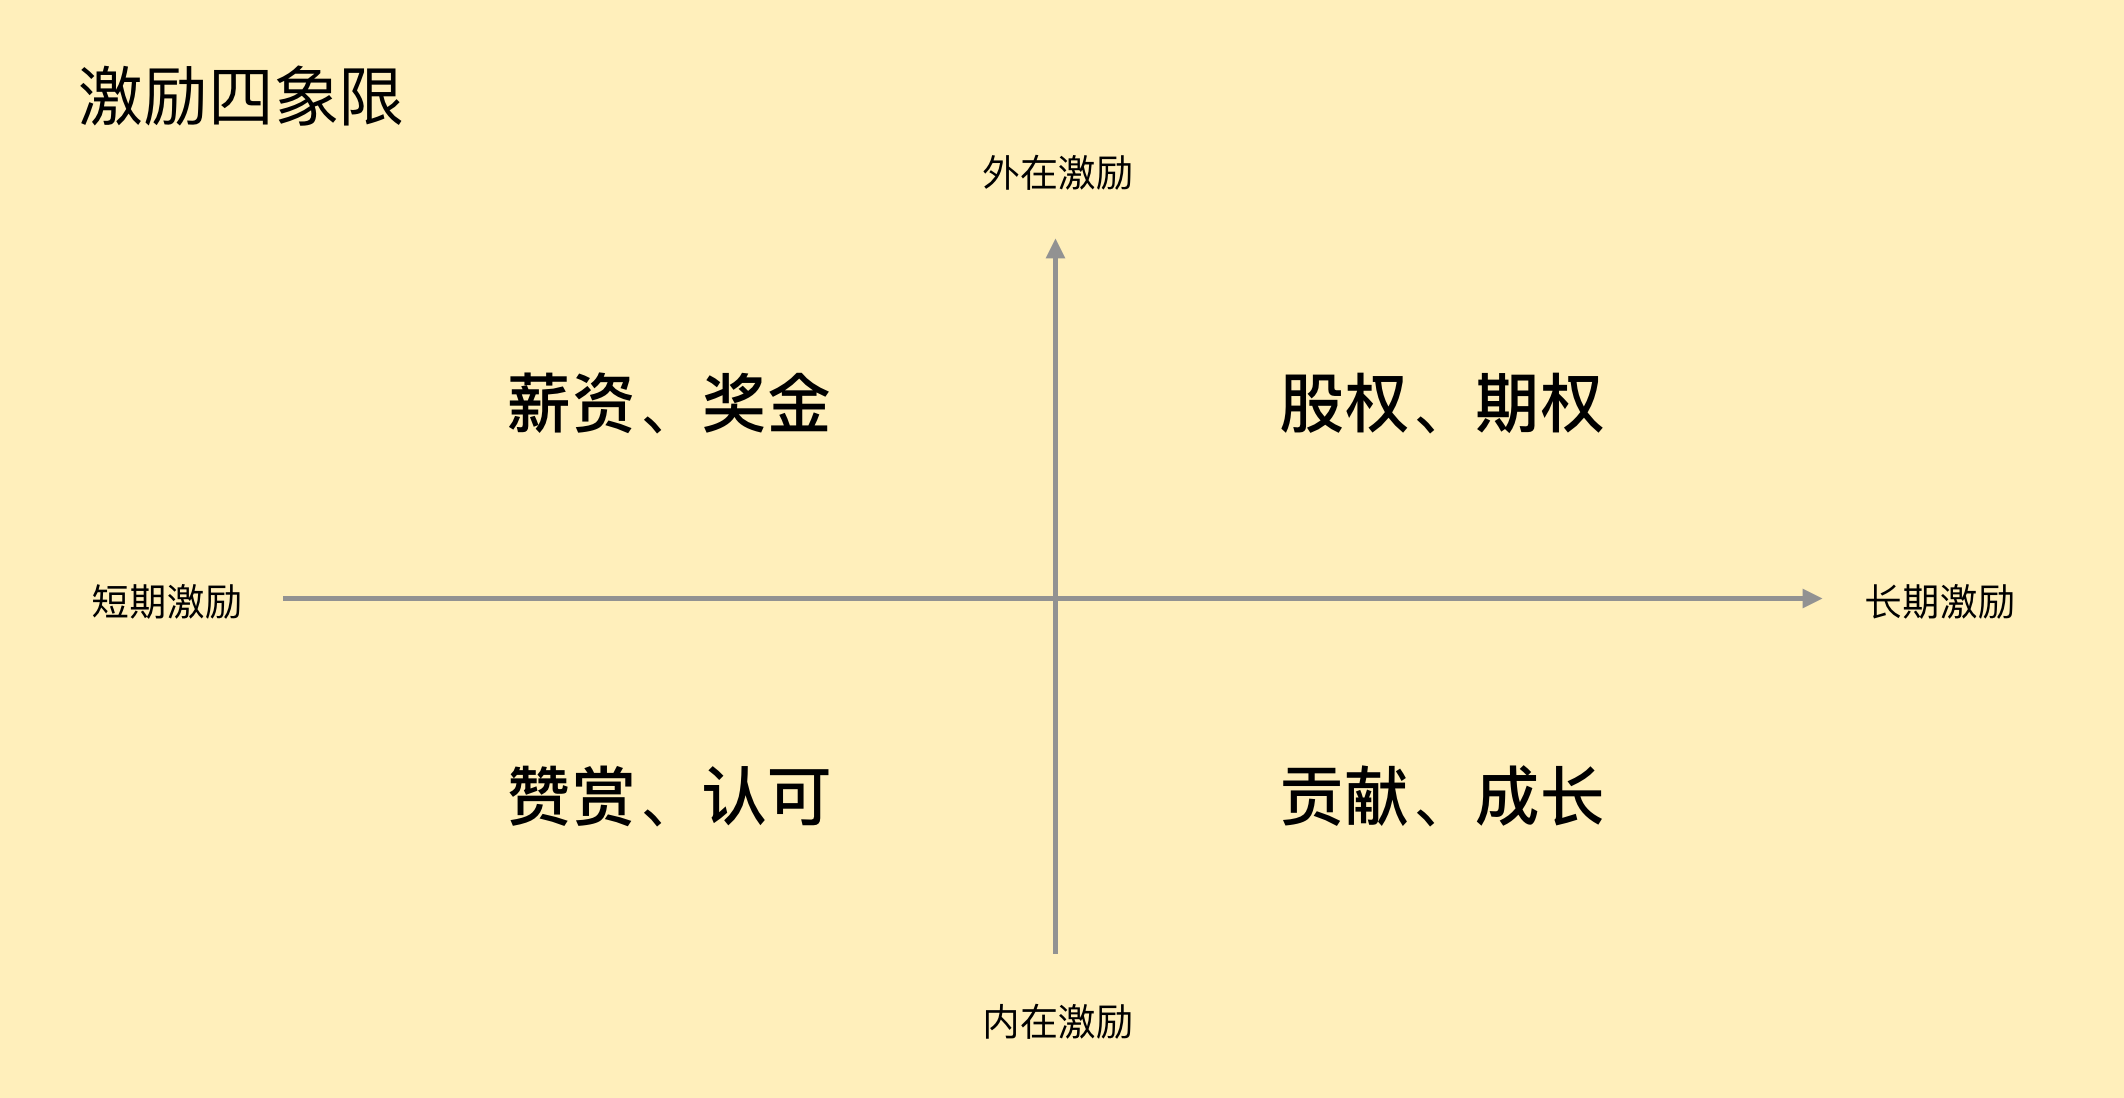 激励四象限
外在激励
薪资、奖金
股权、期权
短期激励
长期激励
赞赏、认可
贡献、成长
内在激励